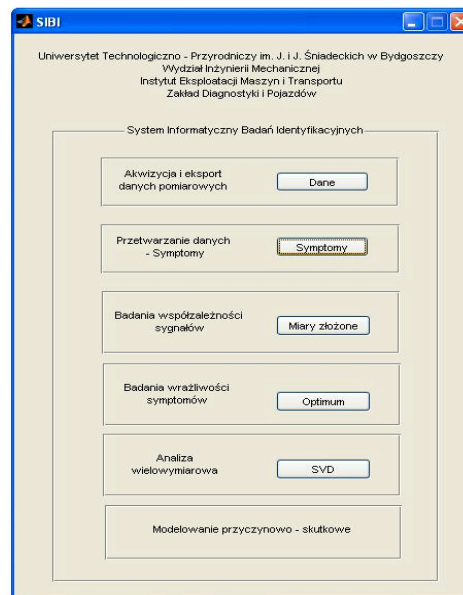 SIBI
Uniwersytet Technologiczno - Przyrodniczy im. J. i J. Śniadeckich w Bydgoszczy
Wydział Inżynierii Mechanicznej
Instytut Eksploatacji Maszyn i Transportu
Zakład Diagnostyki i Pojazdów
System Informatyczny Badań Identyfikacyjnych
Akwizycja i eksport
danych pomiarowych
Dane
Przetwarzanie danych
- Symptomy
Symptomy
Badania współzależności
sygnałów
Miary złożone
Badania wrażliwości
symptomów
Optimum
Analiza
wielowymiarowa
SVD
Modelowanie przyczynowo - skutkowe